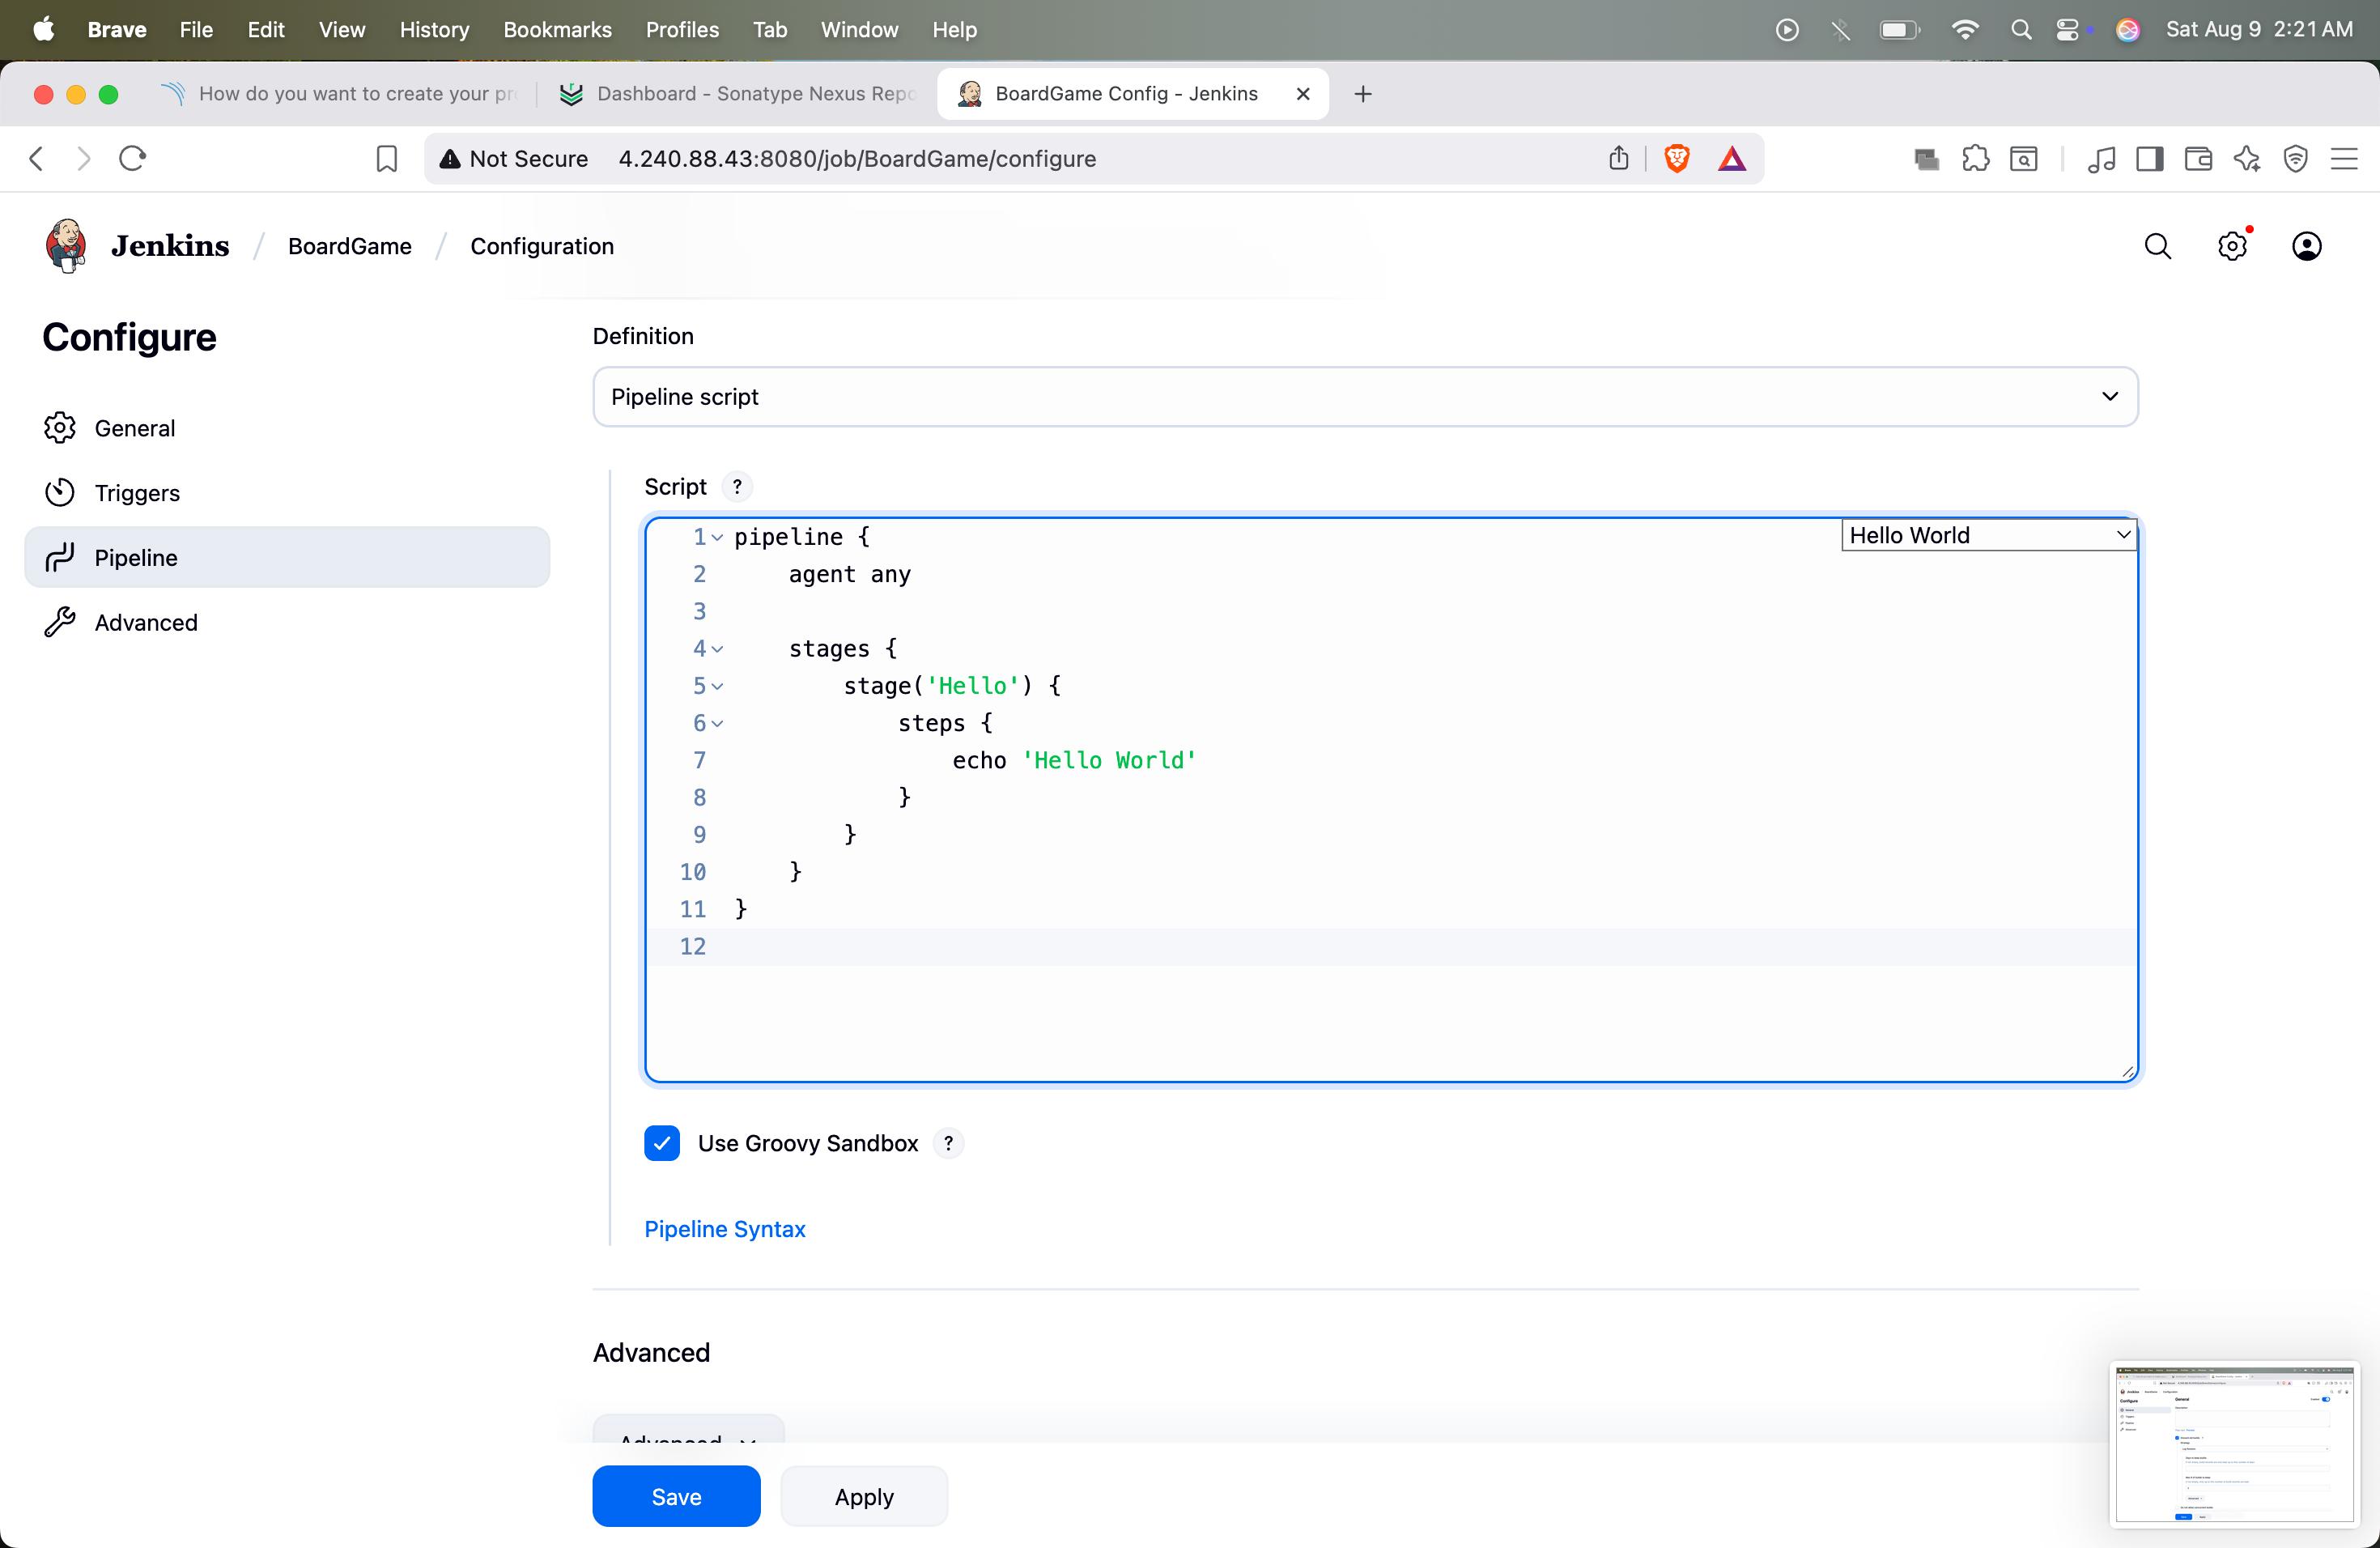 Brave File Edit View History Bookmarks Profiles Tab Window Help Sat Aug 9 2:21 AM
How do you want to create your pr Dashboard - Sonatype Nexus Repo BoardGame Config - Jenkins
Not Secure 4.240.88.43:8080/job/BoardGame/configure
Jenkins / BoardGame / Configuration
Configure
General
Triggers
Pipeline
Advanced
Definition
Pipeline script
Script ?
Hello World
1 pipeline {
2     agent any
3
4     stages {
5         stage('Hello') {
6             steps {
7                 echo 'Hello World'
8             }
9         }
10     }
11 }
12
Use Groovy Sandbox ?
Pipeline Syntax
Advanced
Advanced
Save Apply